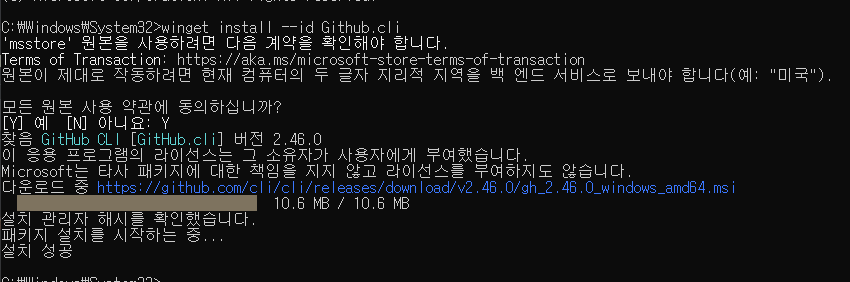 C:\Windows\System32>winget install --id Github.cli
'msstore' 원본을 사용하려면 다음 계약을 확인해야 합니다.
Terms of Transaction: https://aka.ms/microsoft-store-terms-of-transaction
원본이 제대로 작동하려면 현재 컴퓨터의 두 글자 지리적 지역을 백 엔드 서비스로 보내야 합니다(예: "미국").
모든 원본 사용 약관에 동의하십니까?
[Y] 예  [N] 아니요: Y
찾음 GitHub CLI [GitHub.cli] 버전 2.46.0
이 응용 프로그램의 라이선스는 그 소유자가 사용자에게 부여했습니다.
Microsoft는 타사 패키지에 대한 책임을 지지 않고 라이선스를 부여하지도 않습니다.
다운로드 중 https://github.com/cli/cli/releases/download/v2.46.0/gh_2.46.0_windows_amd64.msi
10.6 MB / 10.6 MB
설치 관리자 해시를 확인했습니다.
패키지 설치를 시작하는 중...
설치 성공
C:\Windows\System32>